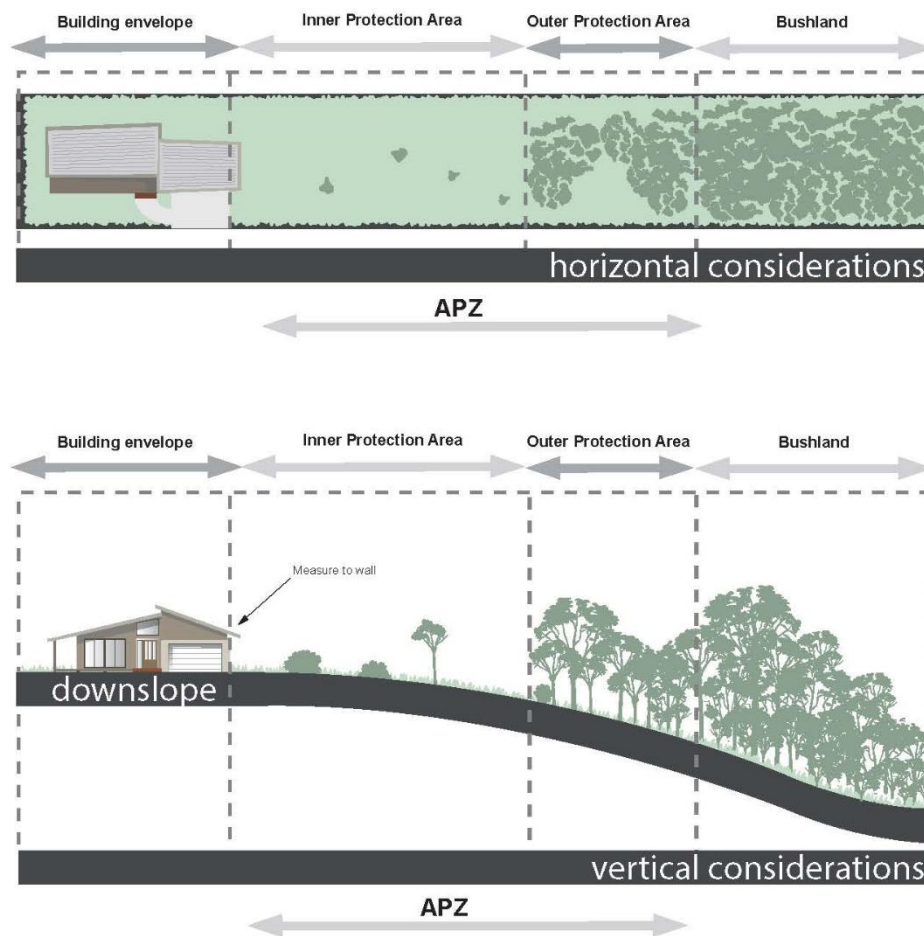 Building envelope
Inner Protection Area
Outer Protection Area
Bushland
horizontal considerations
APZ
Building envelope
Inner Protection Area
Outer Protection Area
Bushland
Measure to wall
downslope
vertical considerations
APZ